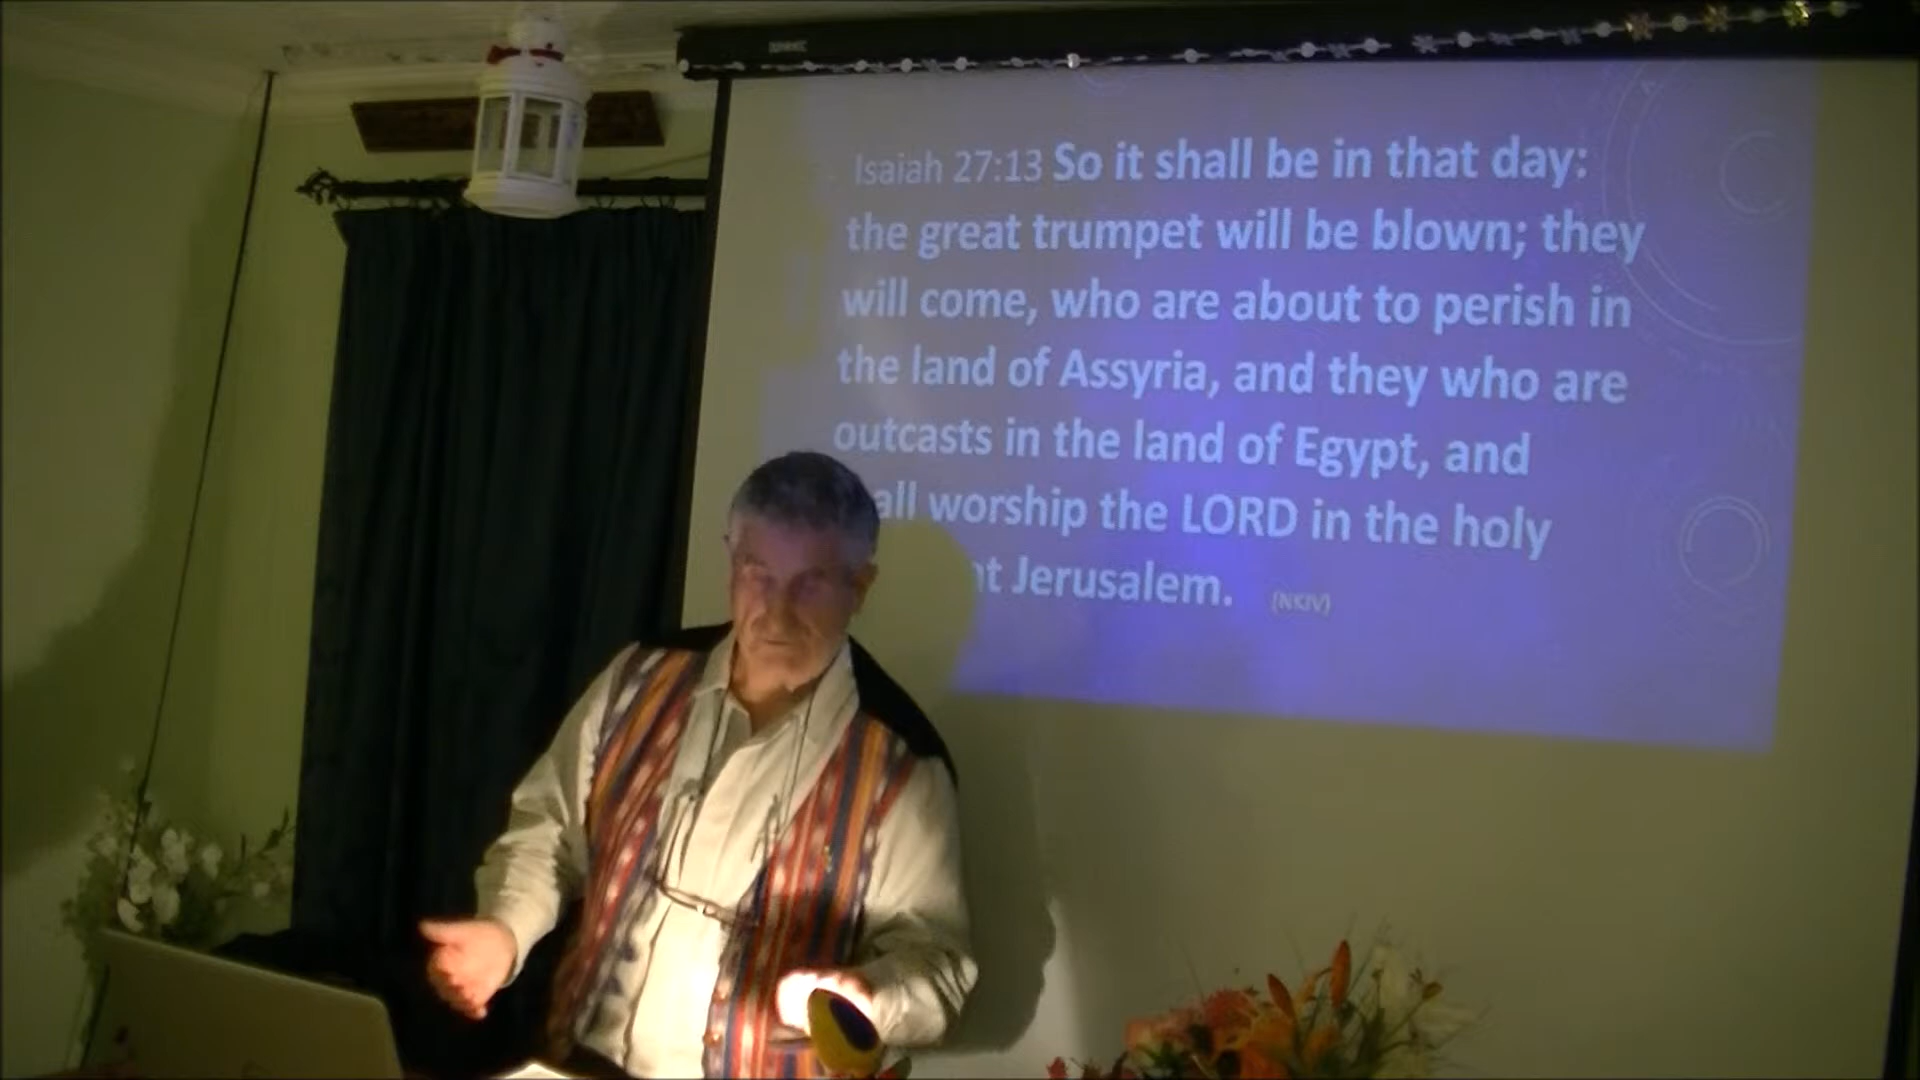 Isaiah 27:13 So it shall be in that day:
the great trumpet will be blown; they
will come, who are about to perish in
the land of Assyria, and they who are
outcasts in the land of Egypt, and
all worship the LORD in the holy
t Jerusalem. (NKJV)